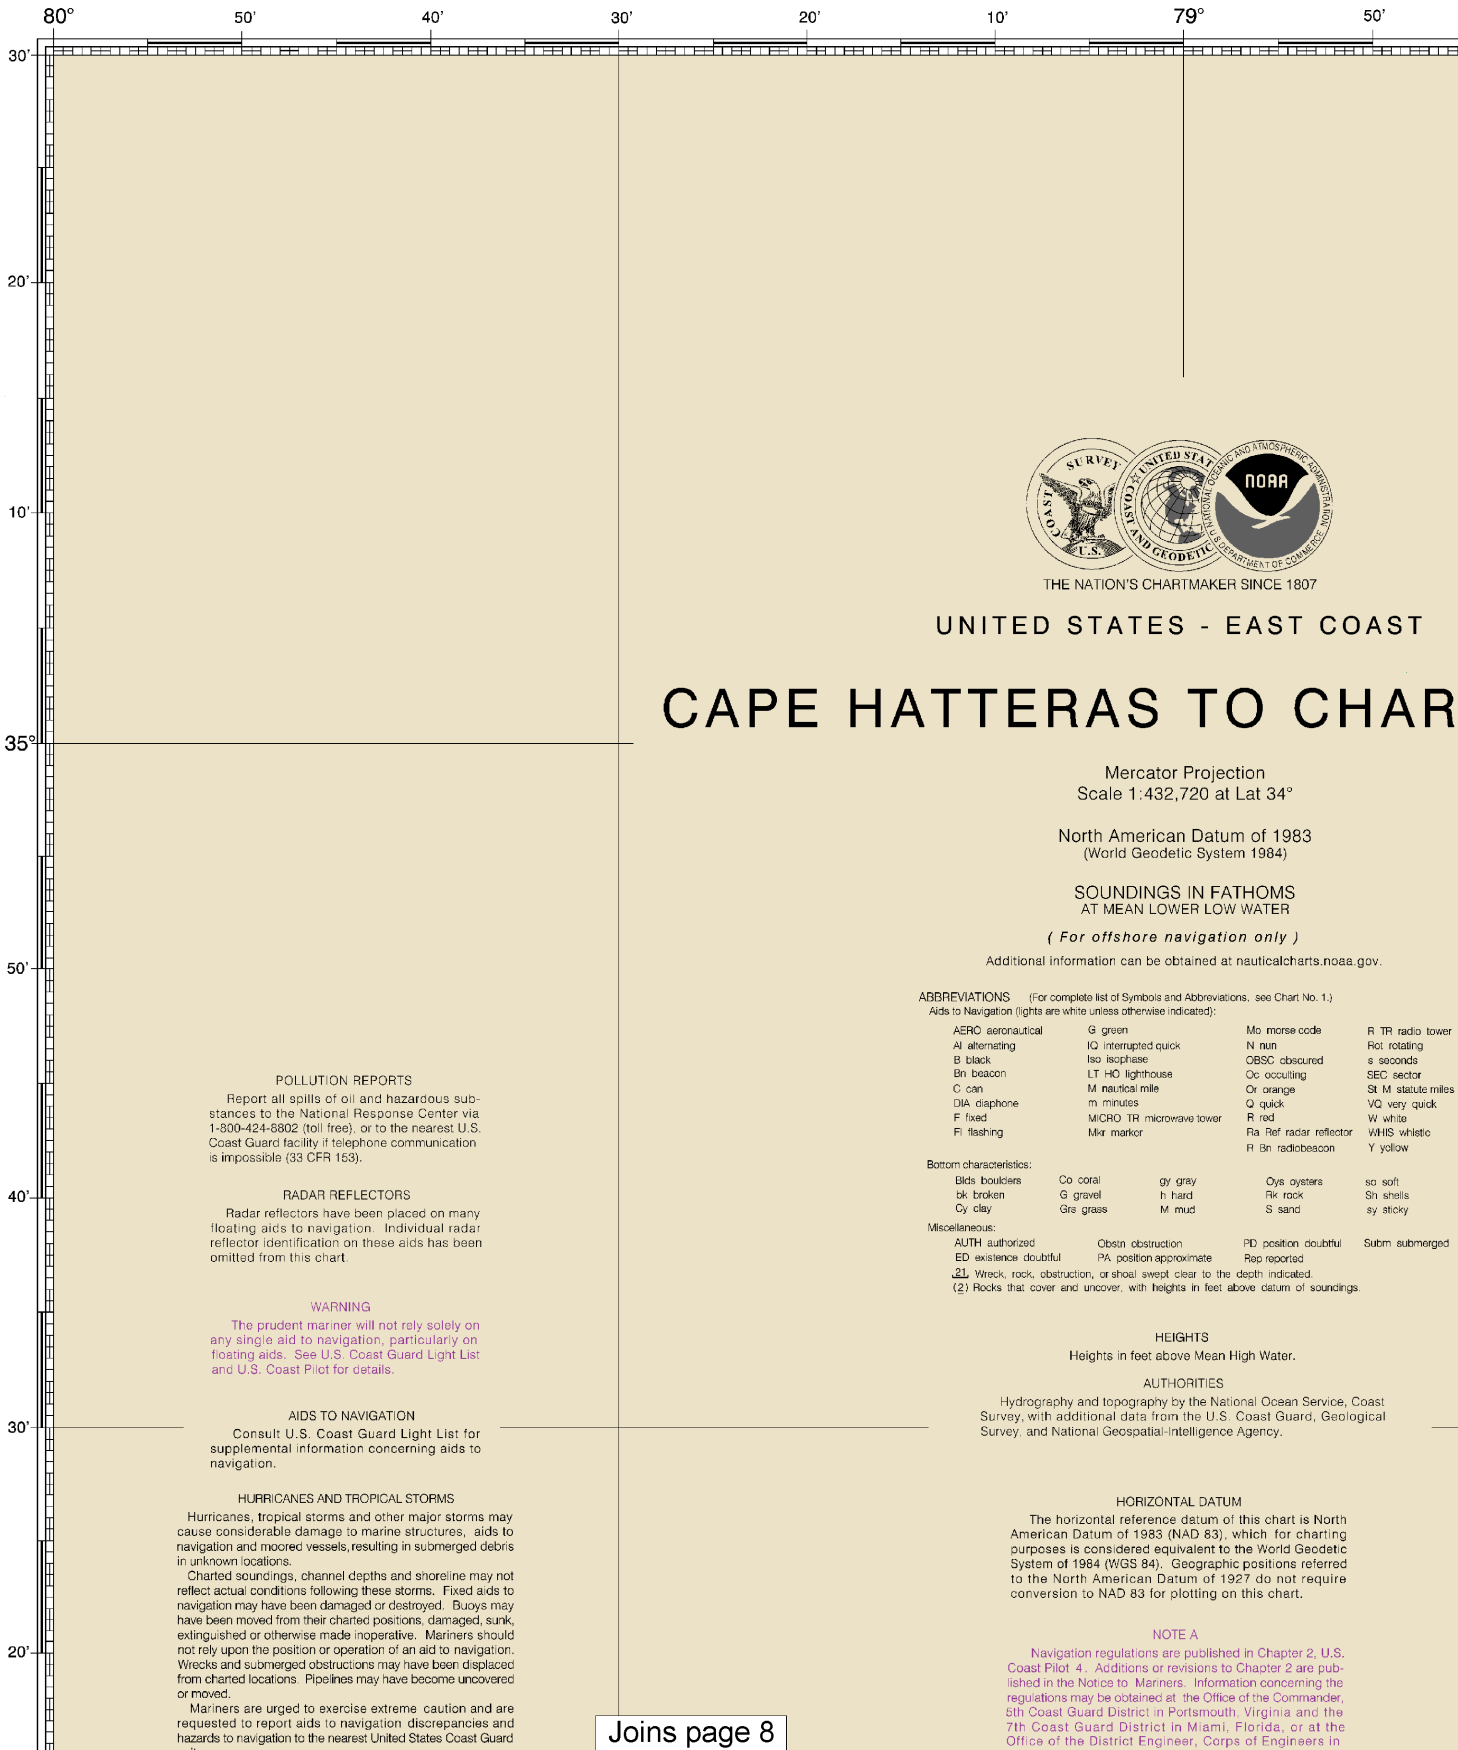 80° 50' 40' 30' 20' 10' 79° 50'
30'
20'
10'
35°
50'
40'
30'
20'
COAST SURVEY
U.S.
UNITED STAT
COAST AND GEODETIC
NATIONAL OCEANIC AND ATMOSPHERIC ADMINISTRATION
U.S. DEPARTMENT OF COMMERCE
NOAA
THE NATION'S CHARTMAKER SINCE 1807
UNITED STATES - EAST COAST
CAPE HATTERAS TO CHAR
Mercator Projection
Scale 1:432,720 at Lat 34°
North American Datum of 1983
(World Geodetic System 1984)
SOUNDINGS IN FATHOMS
AT MEAN LOWER LOW WATER
( For offshore navigation only )
Additional information can be obtained at nauticalcharts.noaa.gov.
ABBREVIATIONS (For complete list of Symbols and Abbreviations, see Chart No. 1.)
Aids to Navigation (lights are white unless otherwise indicated):
AERO aeronautical G green Mo morse code R TR radio tower
Al alternating IQ interrupted quick N nun Rot rotating
B black Iso isophase OBSC obscured s seconds
Bn beacon LT HO lighthouse Oc occulting SEC sector
C can M nautical mile Or orange St M statute miles
DIA diaphone m minutes Q quick VQ very quick
F fixed MICRO TR microwave tower R red W white
Fl flashing Mkr marker Ra Ref radar reflector WHIS whistle
R Bn radiobeacon Y yellow
Bottom characteristics:
Blds boulders Co coral gy gray Oys oysters so soft
bk broken G gravel h hard Rk rock Sh shells
Cy clay Grs grass M mud S sand sy sticky
Miscellaneous:
AUTH authorized Obstn obstruction PD position doubtful Subm submerged
ED existence doubtful PA position approximate Rep reported
21 Wreck, rock, obstruction, or shoal swept clear to the depth indicated.
(2) Rocks that cover and uncover, with heights in feet above datum of soundings.
HEIGHTS
Heights in feet above Mean High Water.
AUTHORITIES
Hydrography and topography by the National Ocean Service, Coast
Survey, with additional data from the U.S. Coast Guard, Geological
Survey, and National Geospatial-Intelligence Agency.
HORIZONTAL DATUM
The horizontal reference datum of this chart is North
American Datum of 1983 (NAD 83), which for charting
purposes is considered equivalent to the World Geodetic
System of 1984 (WGS 84). Geographic positions referred
to the North American Datum of 1927 do not require
conversion to NAD 83 for plotting on this chart.
NOTE A
Navigation regulations are published in Chapter 2, U.S.
Coast Pilot 4. Additions or revisions to Chapter 2 are pub-
lished in the Notice to Mariners. Information concerning the
regulations may be obtained at the Office of the Commander,
5th Coast Guard District in Portsmouth, Virginia and the
7th Coast Guard District in Miami, Florida, or at the
Office of the District Engineer, Corps of Engineers in
POLLUTION REPORTS
Report all spills of oil and hazardous sub-
stances to the National Response Center via
1-800-424-8802 (toll free), or to the nearest U.S.
Coast Guard facility if telephone communication
is impossible (33 CFR 153).
RADAR REFLECTORS
Radar reflectors have been placed on many
floating aids to navigation. Individual radar
reflector identification on these aids has been
omitted from this chart.
WARNING
The prudent mariner will not rely solely on
any single aid to navigation, particularly on
floating aids. See U.S. Coast Guard Light List
and U.S. Coast Pilot for details.
AIDS TO NAVIGATION
Consult U.S. Coast Guard Light List for
supplemental information concerning aids to
navigation.
HURRICANES AND TROPICAL STORMS
Hurricanes, tropical storms and other major storms may
cause considerable damage to marine structures, aids to
navigation and moored vessels, resulting in submerged debris
in unknown locations.
Charted soundings, channel depths and shoreline may not
reflect actual conditions following these storms. Fixed aids to
navigation may have been damaged or destroyed. Buoys may
have been moved from their charted positions, damaged, sunk,
extinguished or otherwise made inoperative. Mariners should
not rely upon the position or operation of an aid to navigation.
Wrecks and submerged obstructions may have been displaced
from charted locations. Pipelines may have become uncovered
or moved.
Mariners are urged to exercise extreme caution and are
requested to report aids to navigation discrepancies and
hazards to navigation to the nearest United States Coast Guard
Joins page 8